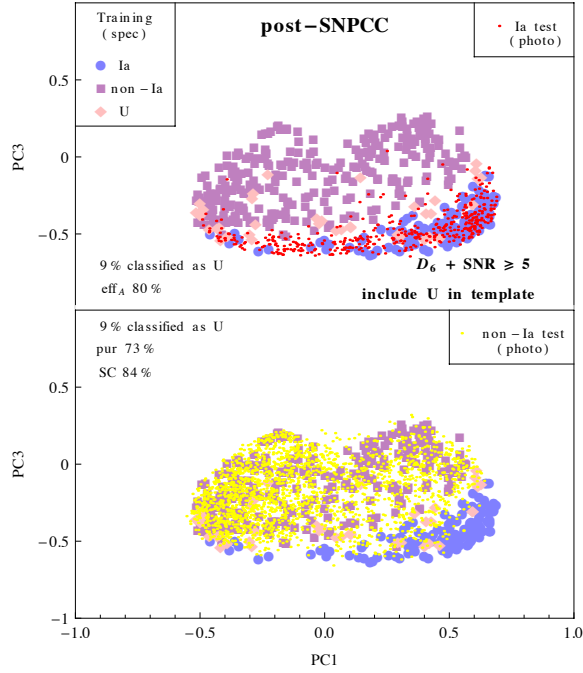 Training
( spec)
Ia
non −Ia
U
post−SNPCC
Ia test
( photo)
0.5
0
−0.5
PC3
9 % classified as U
eff_A 80 %
D_6 + SNR ⩾ 5
include U in template
9 % classified as U
pur 73 %
SC 84 %
non−Ia test
( photo)
0.5
0
−0.5
−1
PC3
−1.0
−0.5
0.0
0.5
1.0
PC1